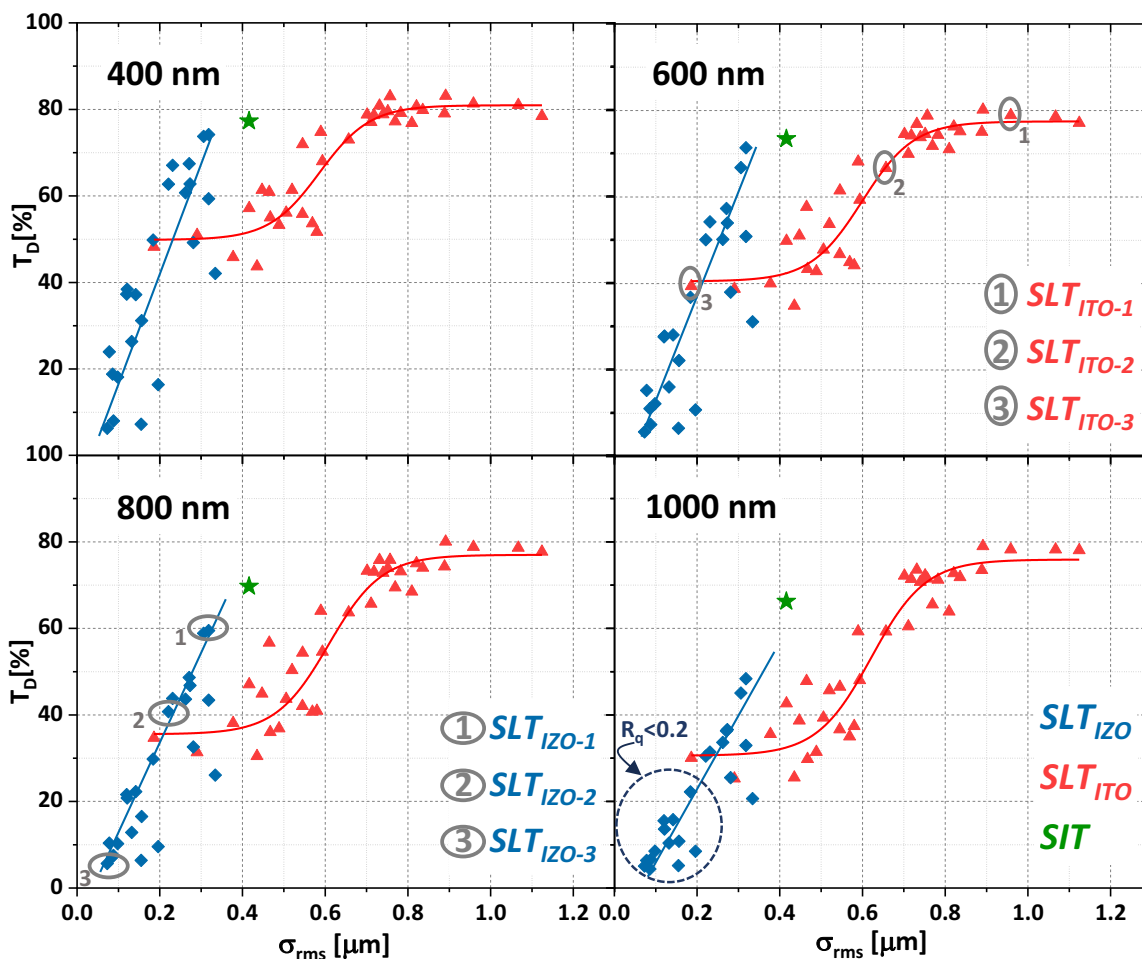 400 nm
600 nm
T_D[%]
100
80
60
40
20
100
1
2
3
1 SLT_ITO-1
2 SLT_ITO-2
3 SLT_ITO-3
800 nm
1000 nm
T_D[%]
80
60
40
20
0
1
2
3
1 SLT_IZO-1
2 SLT_IZO-2
3 SLT_IZO-3
R_q<0.2
SLT_IZO
SLT_ITO
SIT
0.0 0.2 0.4 0.6 0.8 1.0 1.2
0.0 0.2 0.4 0.6 0.8 1.0 1.2
σ_rms [μm]
σ_rms [μm]